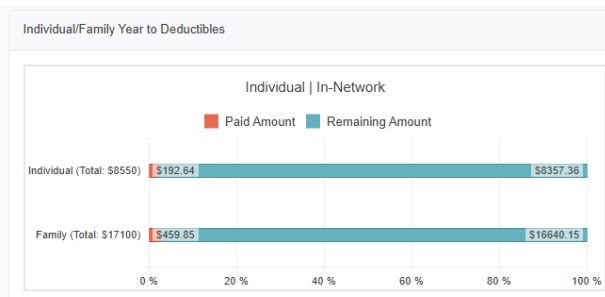 Individual/Family Year to Deductibles
Individual | In-Network
Paid Amount Remaining Amount
Individual (Total: $8550) $192.64 $8357.36
Family (Total: $17100) $459.85 $16640.15
0 % 20 % 40 % 60 % 80 % 100 %